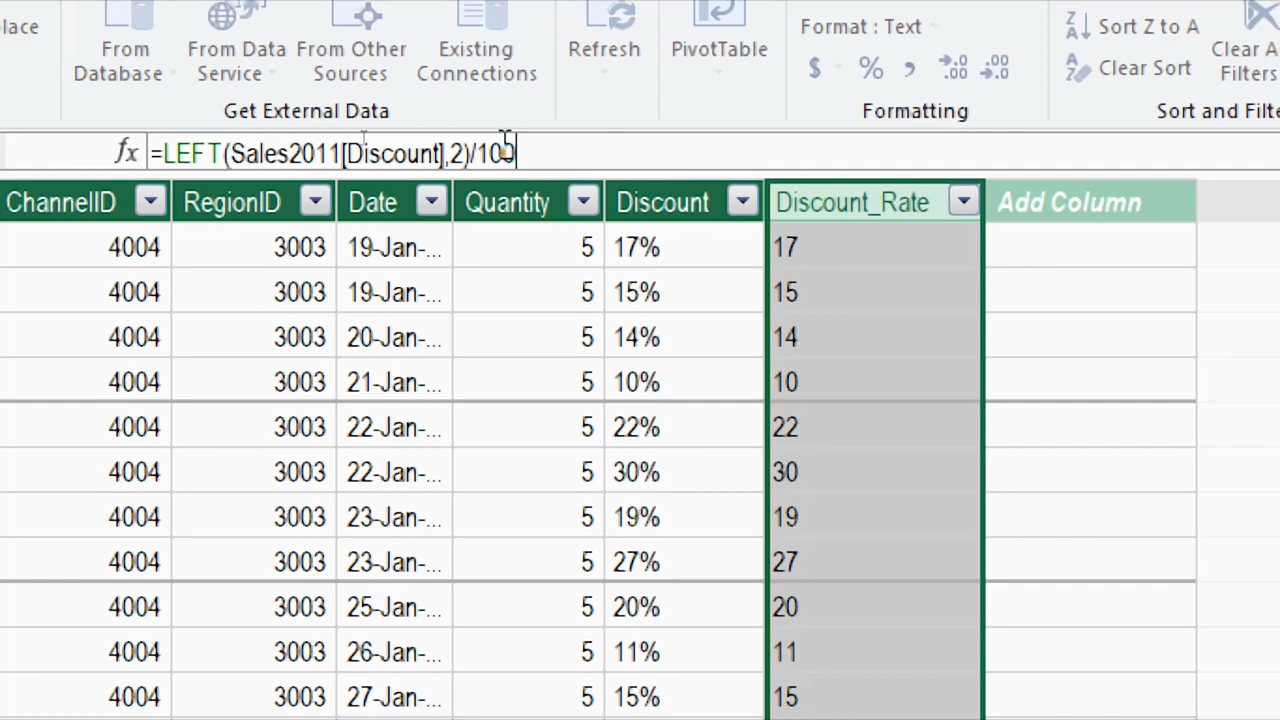 lace
From Database
From Data Service
From Other Sources
Existing Connections
Refresh
PivotTable
Format : Text
$ % , .00 .00
Sort Z to A
Clear Sort
Clear A
Filters
Get External Data
Formatting
Sort and Filte
fx =LEFT(Sales2011[Discount],2)/100
ChannelID RegionID Date Quantity Discount Discount_Rate Add Column
4004 3003 19-Jan-... 5 17% 17
4004 3003 19-Jan-... 5 15% 15
4004 3003 20-Jan-... 5 14% 14
4004 3003 21-Jan-... 5 10% 10
4004 3003 22-Jan-... 5 22% 22
4004 3003 22-Jan-... 5 30% 30
4004 3003 23-Jan-... 5 19% 19
4004 3003 23-Jan-... 5 27% 27
4004 3003 25-Jan-... 5 20% 20
4004 3003 26-Jan-... 5 11% 11
4004 3003 27-Jan-... 5 15% 15